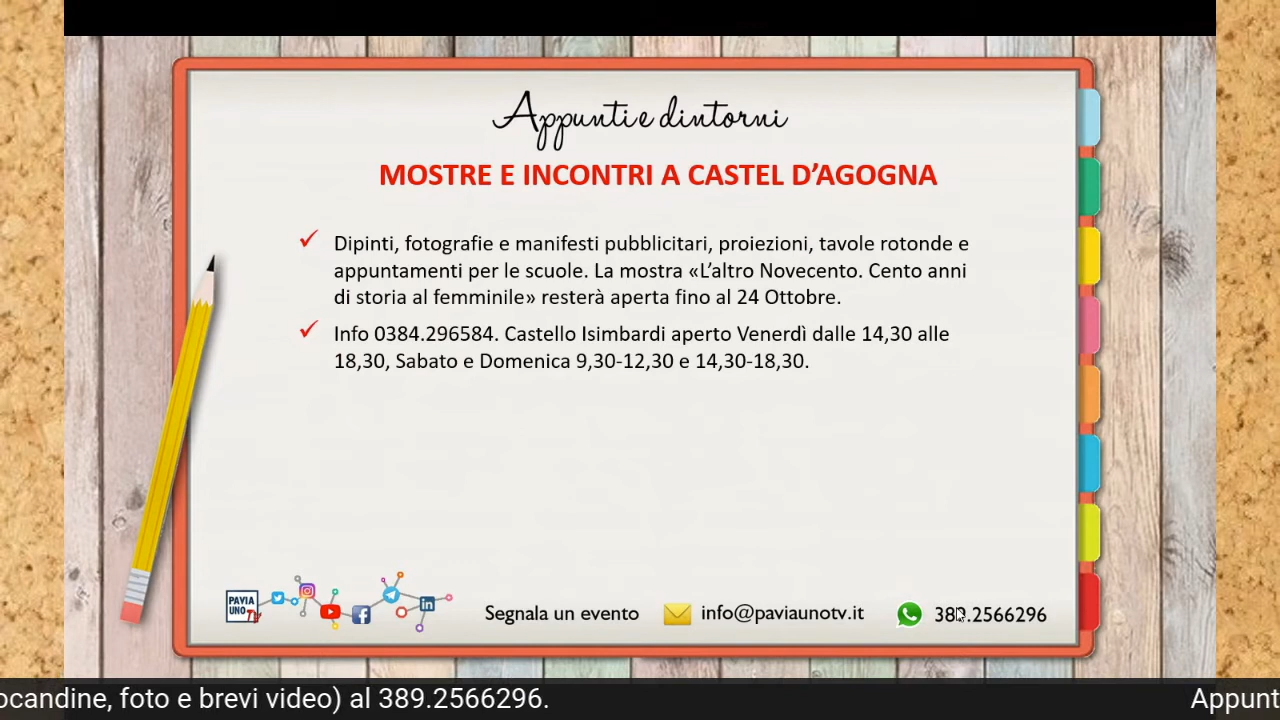 Appunti e dintorni
MOSTRE E INCONTRI A CASTEL D'AGOGNA
Dipinti, fotografie e manifesti pubblicitari, proiezioni, tavole rotonde e
appuntamenti per le scuole. La mostra «L'altro Novecento. Cento anni
di storia al femminile» resterà aperta fino al 24 Ottobre.
Info 0384.296584. Castello Isimbardi aperto Venerdì dalle 14,30 alle
18,30, Sabato e Domenica 9,30-12,30 e 14,30-18,30.
PAVIA
UNO
TV
Segnala un evento info@paviaunotv.it 389.2566296
ocandine, foto e brevi video) al 389.2566296. Appunt